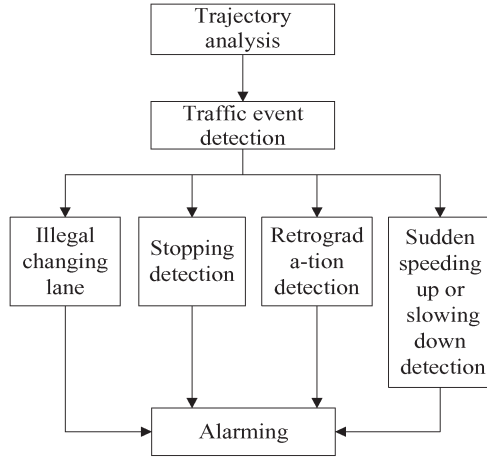 Trajectory
analysis
Traffic event
detection
Illegal
changing
lane
Stopping
detection
Retrograd
a-tion
detection
Sudden
speeding
up or
slowing
down
detection
Alarming